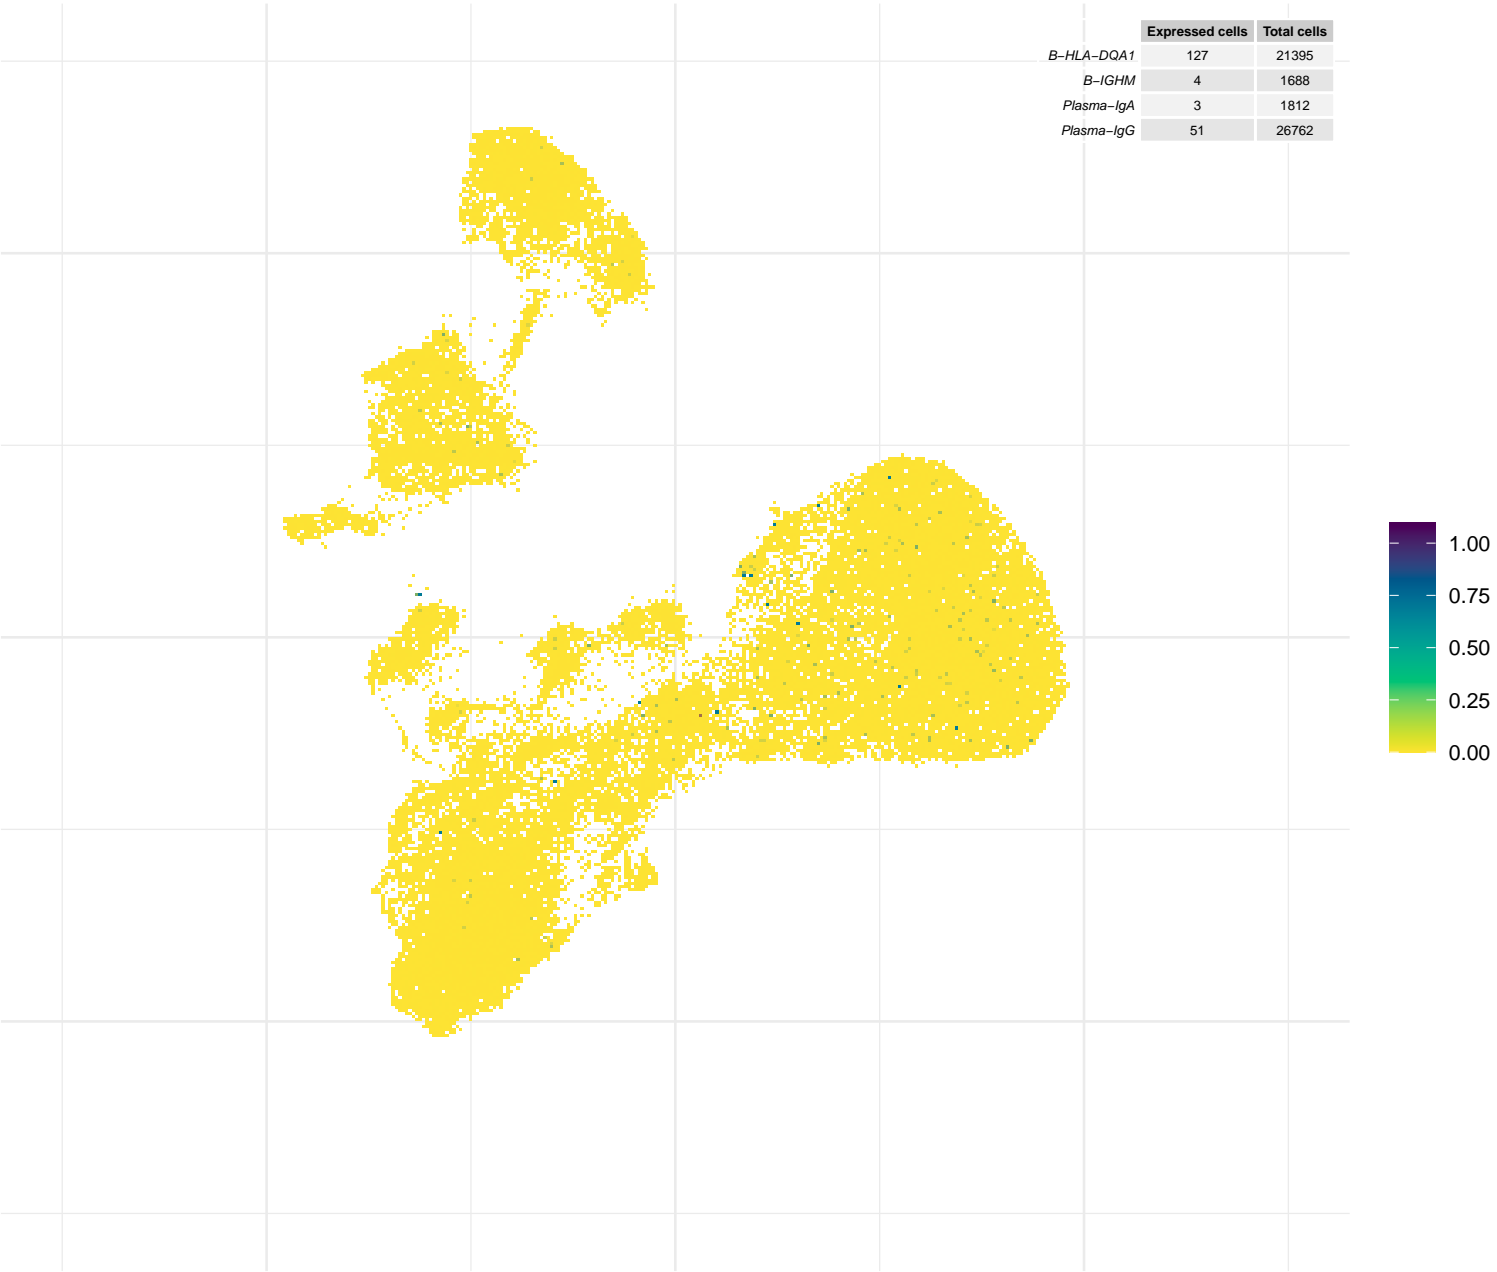 Expressed cells Total cells
B−HLA−DQA1 127 21395
B−IGHM 4 1688
Plasma−IgA 3 1812
Plasma−IgG 51 26762
1.00
0.75
0.50
0.25
0.00